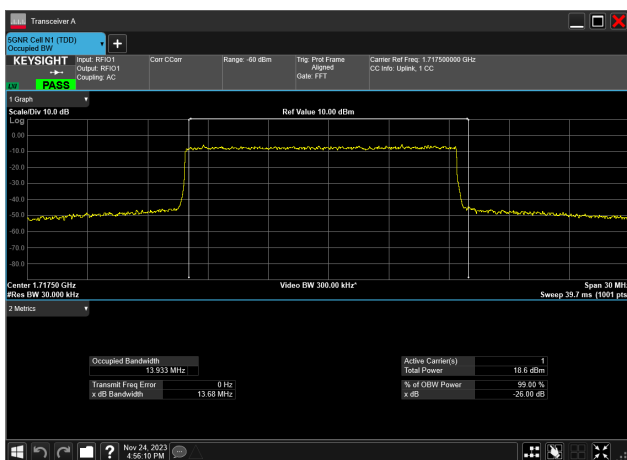 Transceiver A
5GNR Cell N1 (TDD)
Occupied BW
KEYSIGHT
Input: RFIO1
Output: RFIO1
Coupling: AC
Corr CCorr
Range: -60 dBm
Trig: Prot Frame
Aligned
Gate: FFT
Carrier Ref Freq: 1.717500000 GHz
CC Info: Uplink, 1 CC
PASS
1 Graph
Scale/Div 10.0 dB
Ref Value 10.00 dBm
Log
0.00
-10.0
-20.0
-30.0
-40.0
-50.0
-60.0
-70.0
-80.0
Center 1.71750 GHz
Video BW 300.00 kHz*
Span 30 MH
#Res BW 30.000 kHz
Sweep 39.7 ms (1001 pts
2 Metrics
Occupied Bandwidth
13.933 MHz
Transmit Freq Error 0 Hz
x dB Bandwidth 13.68 MHz
Active Carrier(s) 1
Total Power 18.6 dBm
% of OBW Power 99.00 %
x dB -26.00 dB
Nov 24, 2023
4:56:10 PM